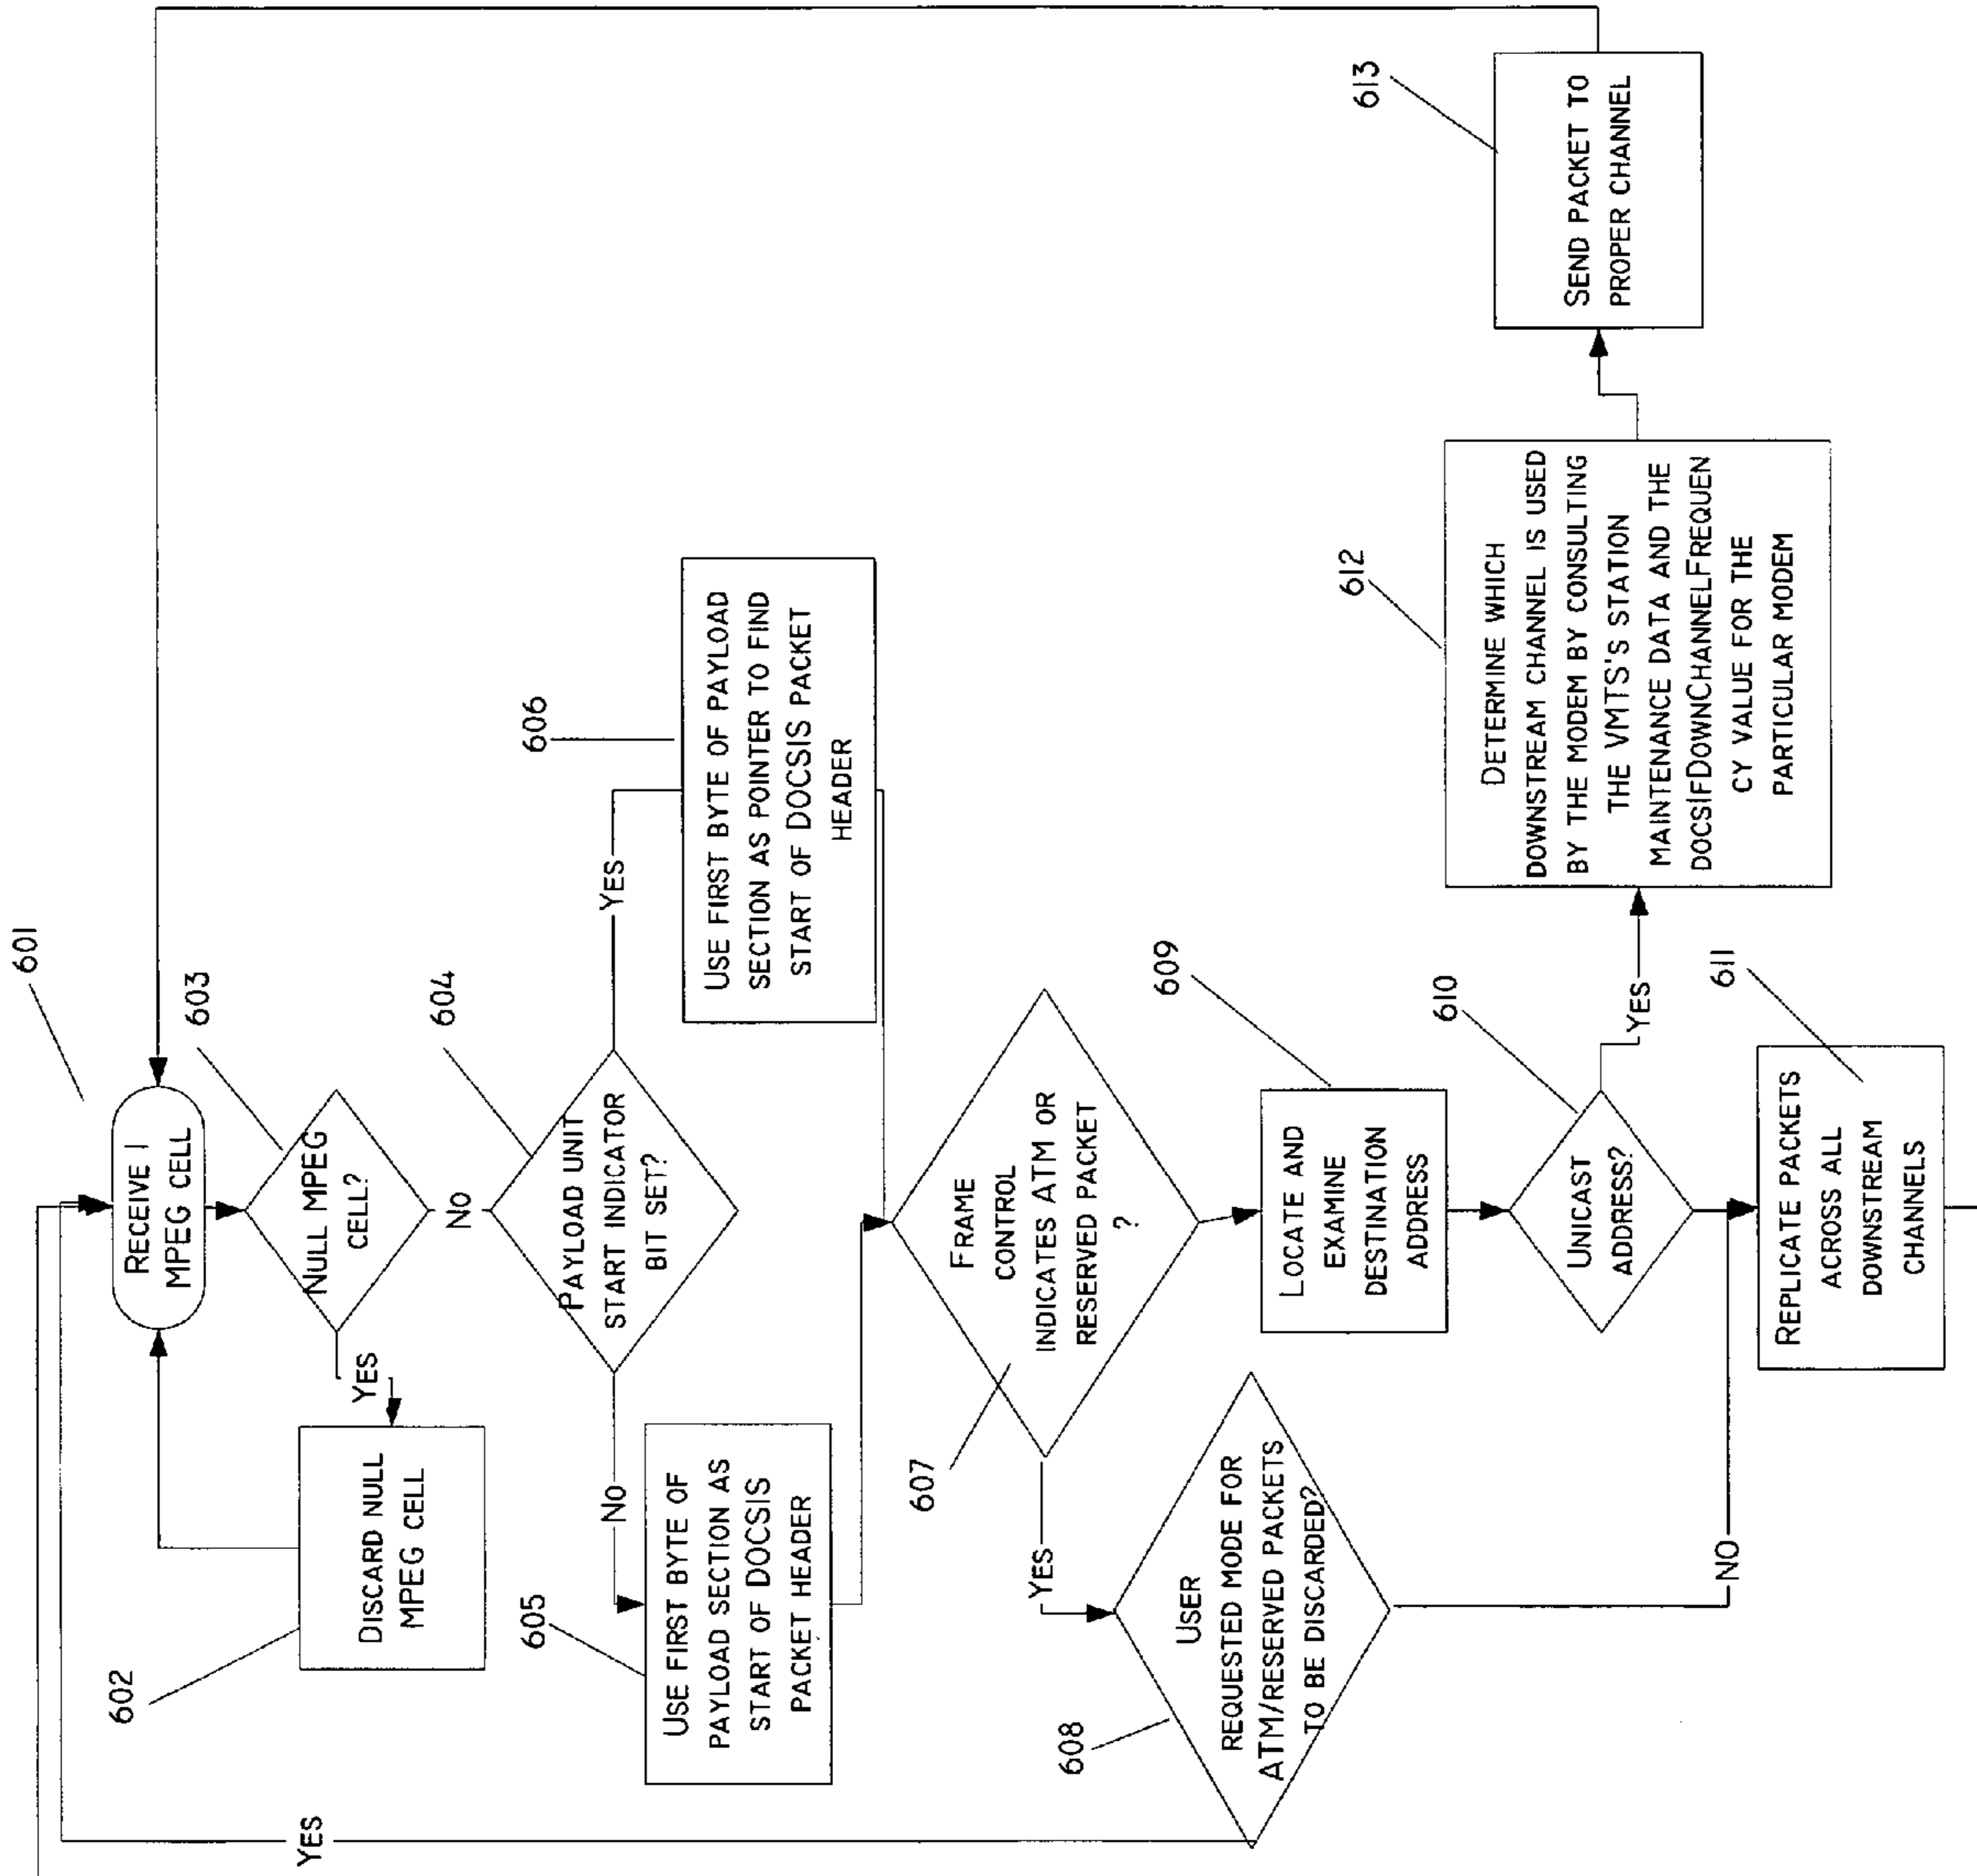 601
RECEIVE 1
MPEG CELL
603
NULL MPEG
CELL?
YES
602
DISCARD NULL
MPEG CELL
NO
604
PAYLOAD UNIT
START INDICATOR
BIT SET?
NO
605
USE FIRST BYTE OF
PAYLOAD SECTION AS
START OF DOCSIS
PACKET HEADER
YES
606
USE FIRST BYTE OF PAYLOAD
SECTION AS POINTER TO FIND
START OF DOCSIS PACKET
HEADER
607
FRAME
CONTROL
INDICATES ATM OR
RESERVED PACKET
?
YES
608
USER
REQUESTED MODE FOR
ATM/RESERVED PACKETS
TO BE DISCARDED?
YES
NO
609
LOCATE AND
EXAMINE
DESTINATION
ADDRESS
610
UNICAST
ADDRESS?
YES
611
REPLICATE PACKETS
ACROSS ALL
DOWNSTREAM
CHANNELS
612
DETERMINE WHICH
DOWNSTREAM CHANNEL IS USED
BY THE MODEM BY CONSULTING
THE VMTS'S STATION
MAINTENANCE DATA AND THE
DOCSIFDOWNCHANNELFREQUEN
CY VALUE FOR THE
PARTICULAR MODEM
613
SEND PACKET TO
PROPER CHANNEL